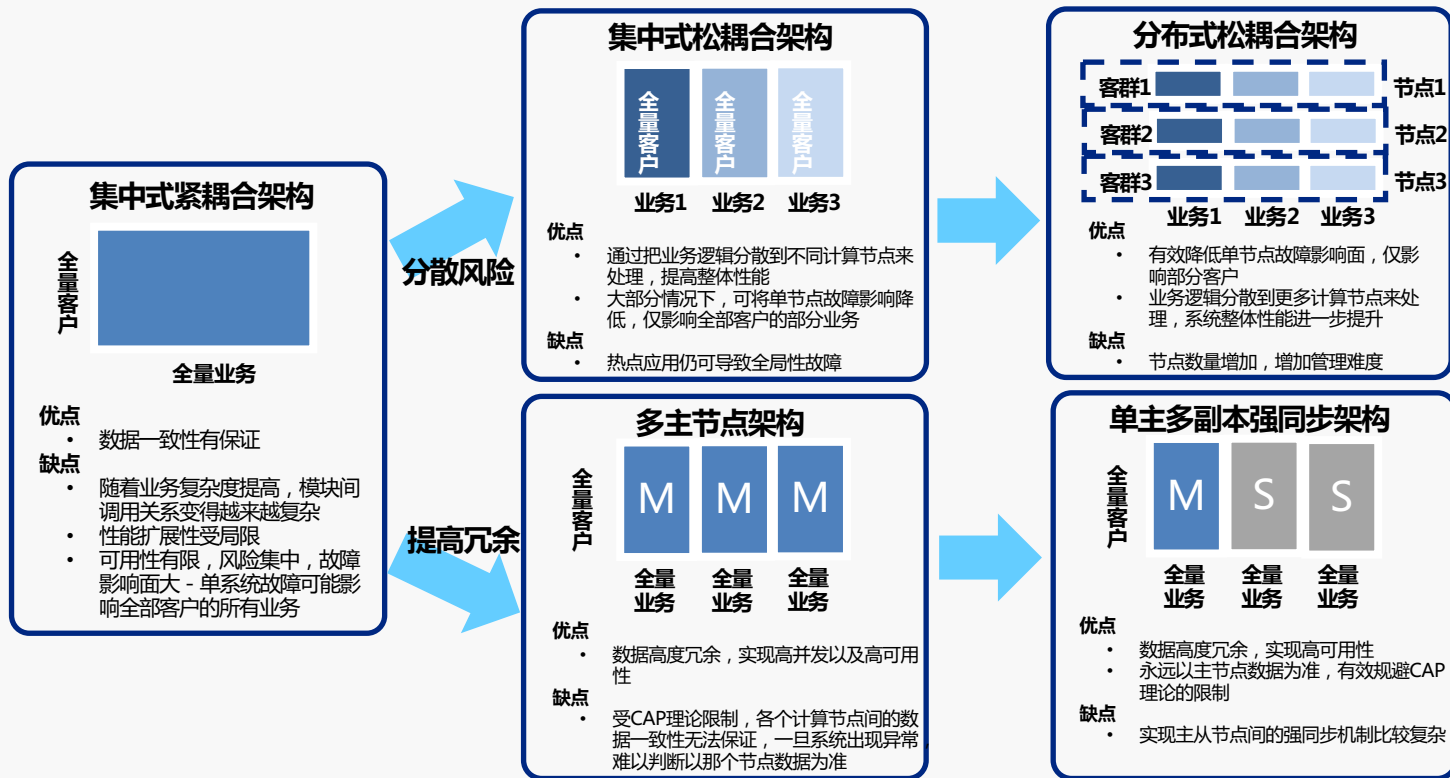 集中式紧耦合架构
全量客户
全量业务
优点
• 数据一致性有保证
缺点
• 随着业务复杂度提高，模块间
调用关系变得越来越复杂
• 性能扩展性受局限
• 可用性有限，风险集中，故障
影响面大 - 单系统故障可能影
响全部客户的所有业务
分散风险
提高冗余
集中式松耦合架构
全量客户
全量客户
全量客户
业务1 业务2 业务3
优点
• 通过把业务逻辑分散到不同计算节点来
处理，提高整体性能
• 大部分情况下，可将单节点故障影响降
低，仅影响全部客户的部分业务
缺点
• 热点应用仍可导致全局性故障
分布式松耦合架构
客群1 节点1
客群2 节点2
客群3 节点3
业务1 业务2 业务3
优点
• 有效降低单节点故障影响面，仅影
响部分客户
• 业务逻辑分散到更多计算节点来处
理，系统整体性能进一步提升
缺点
• 节点数量增加，增加管理难度
多主节点架构
全量客户
M M M
全量 全量 全量
业务 业务 业务
优点
• 数据高度冗余，实现高并发以及高可用
性
缺点
• 受CAP理论限制，各个计算节点间的数
据一致性无法保证，一旦系统出现异常，
难以判断以那个节点数据为准
单主多副本强同步架构
全量客户
M S S
全量 全量 全量
业务 业务 业务
优点
• 数据高度冗余，实现高可用性
• 永远以主节点数据为准，有效规避CAP
理论的限制
缺点
• 实现主从节点间的强同步机制比较复杂